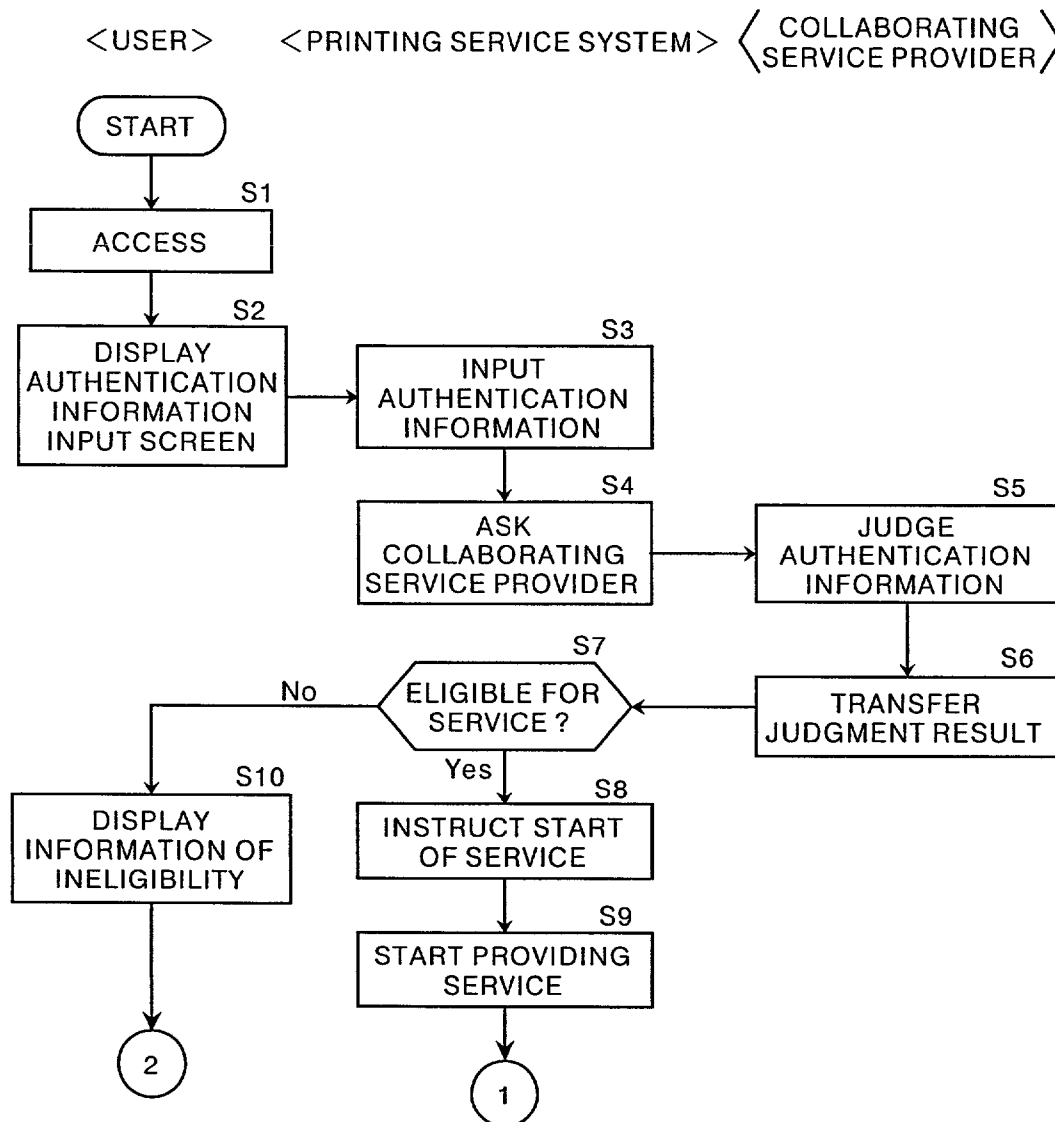 <USER>
<PRINTING SERVICE SYSTEM>
<COLLABORATING
SERVICE PROVIDER>
START
S1
ACCESS
S2
DISPLAY
AUTHENTICATION
INFORMATION
INPUT SCREEN
S3
INPUT
AUTHENTICATION
INFORMATION
S4
ASK
COLLABORATING
SERVICE PROVIDER
S5
JUDGE
AUTHENTICATION
INFORMATION
S6
TRANSFER
JUDGMENT RESULT
S7
ELIGIBLE FOR
SERVICE ?
No
Yes
S8
INSTRUCT START
OF SERVICE
S9
START PROVIDING
SERVICE
1
S10
DISPLAY
INFORMATION OF
INELIGIBILITY
2